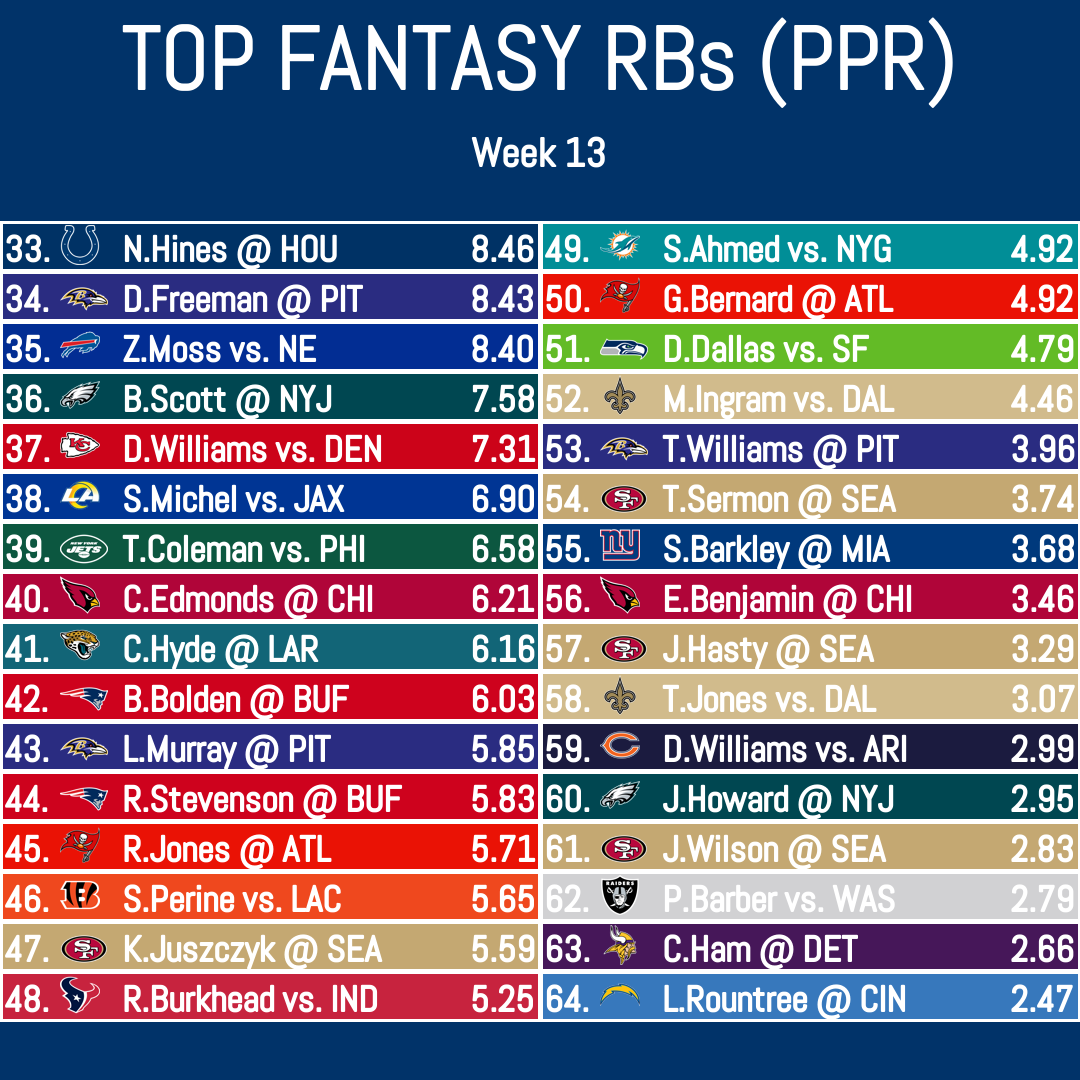 TOP FANTASY RBs (PPR)
Week 13
33. N.Hines @ HOU 8.46
34. D.Freeman @ PIT 8.43
35. Z.Moss vs. NE 8.40
36. B.Scott @ NYJ 7.58
37. D.Williams vs. DEN 7.31
38. S.Michel vs. JAX 6.90
39. T.Coleman vs. PHI 6.58
40. C.Edmonds @ CHI 6.21
41. C.Hyde @ LAR 6.16
42. B.Bolden @ BUF 6.03
43. L.Murray @ PIT 5.85
44. R.Stevenson @ BUF 5.83
45. R.Jones @ ATL 5.71
46. S.Perine vs. LAC 5.65
47. K.Juszczyk @ SEA 5.59
48. R.Burkhead vs. IND 5.25
49. S.Ahmed vs. NYG 4.92
50. G.Bernard @ ATL 4.92
51. D.Dallas vs. SF 4.79
52. M.Ingram vs. DAL 4.46
53. T.Williams @ PIT 3.96
54. T.Sermon @ SEA 3.74
55. S.Barkley @ MIA 3.68
56. E.Benjamin @ CHI 3.46
57. J.Hasty @ SEA 3.29
58. T.Jones vs. DAL 3.07
59. D.Williams vs. ARI 2.99
60. J.Howard @ NYJ 2.95
61. J.Wilson @ SEA 2.83
62. P.Barber vs. WAS 2.79
63. C.Ham @ DET 2.66
64. L.Rountree @ CIN 2.47